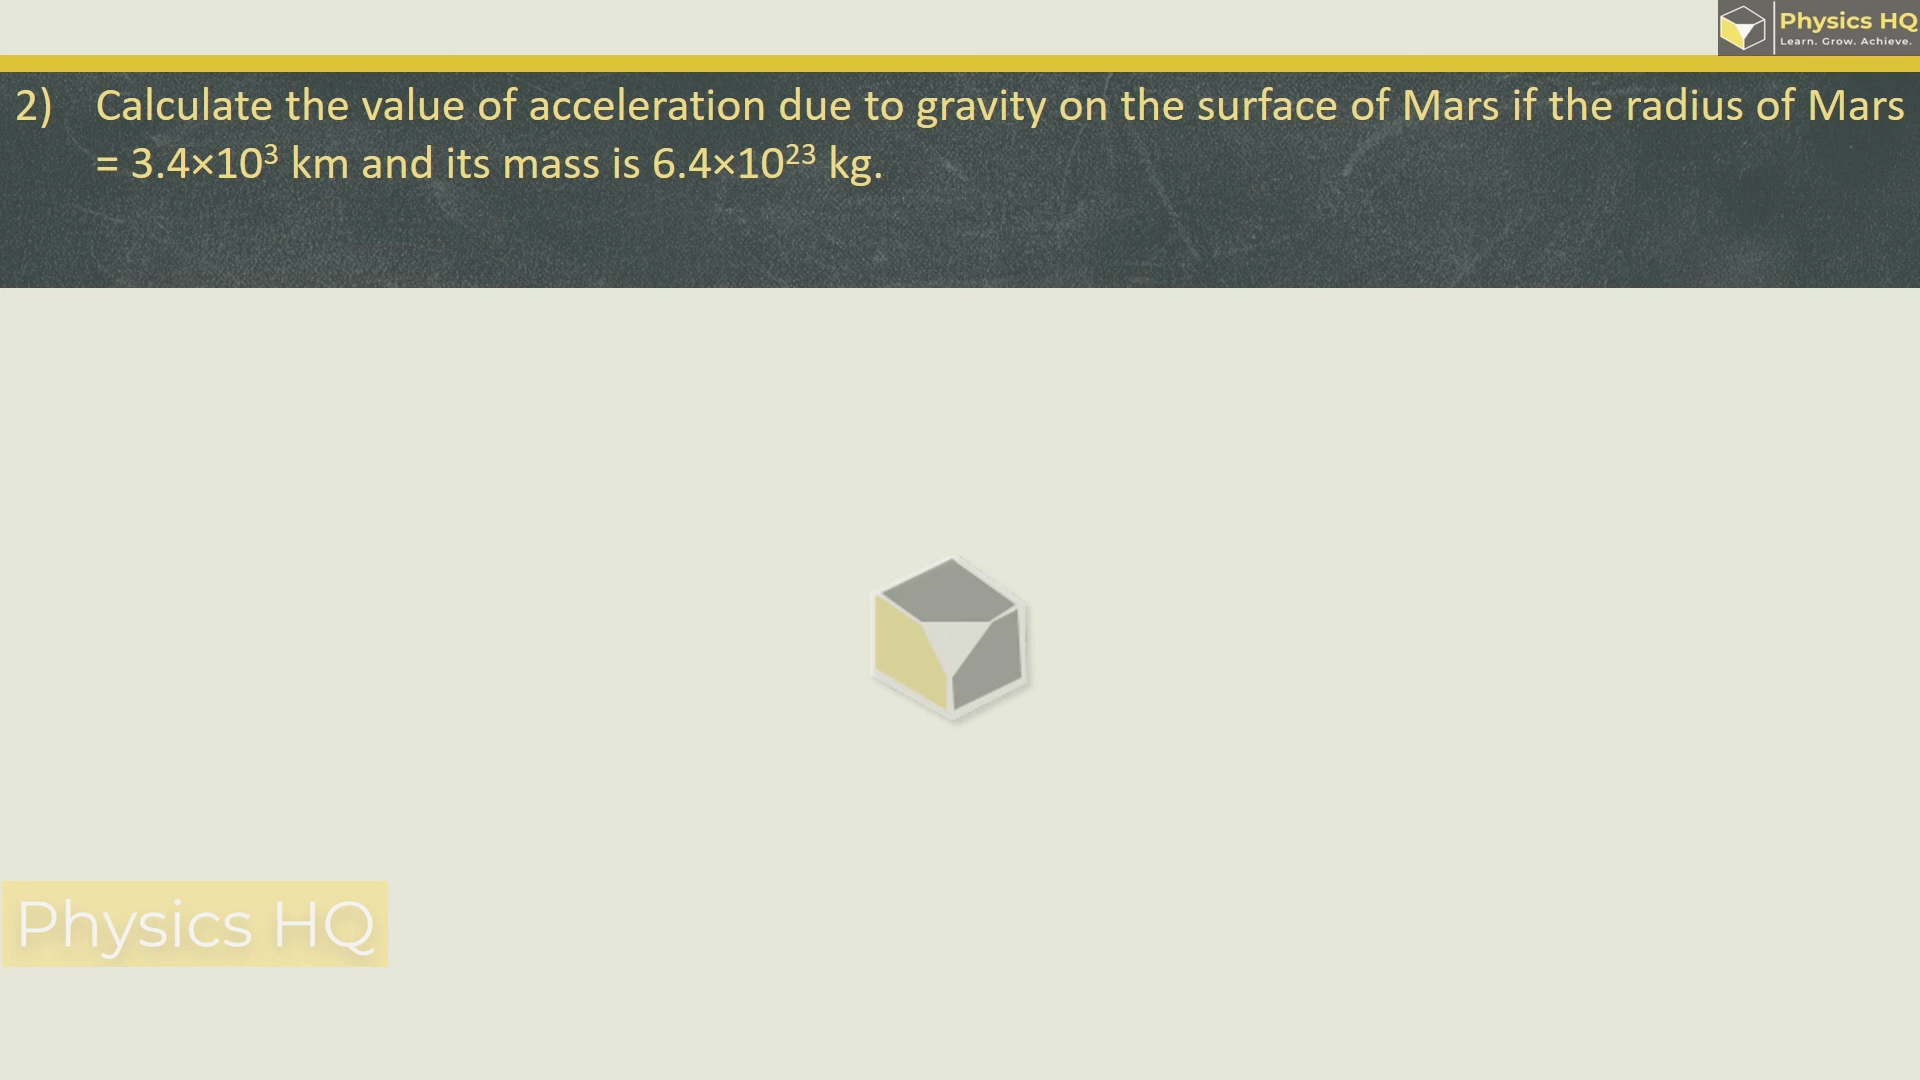 Physics HQ
Learn. Grow. Achieve.
2) Calculate the value of acceleration due to gravity on the surface of Mars if the radius of Mars
= 3.4×10³ km and its mass is 6.4×10²³ kg.
Physics HQ